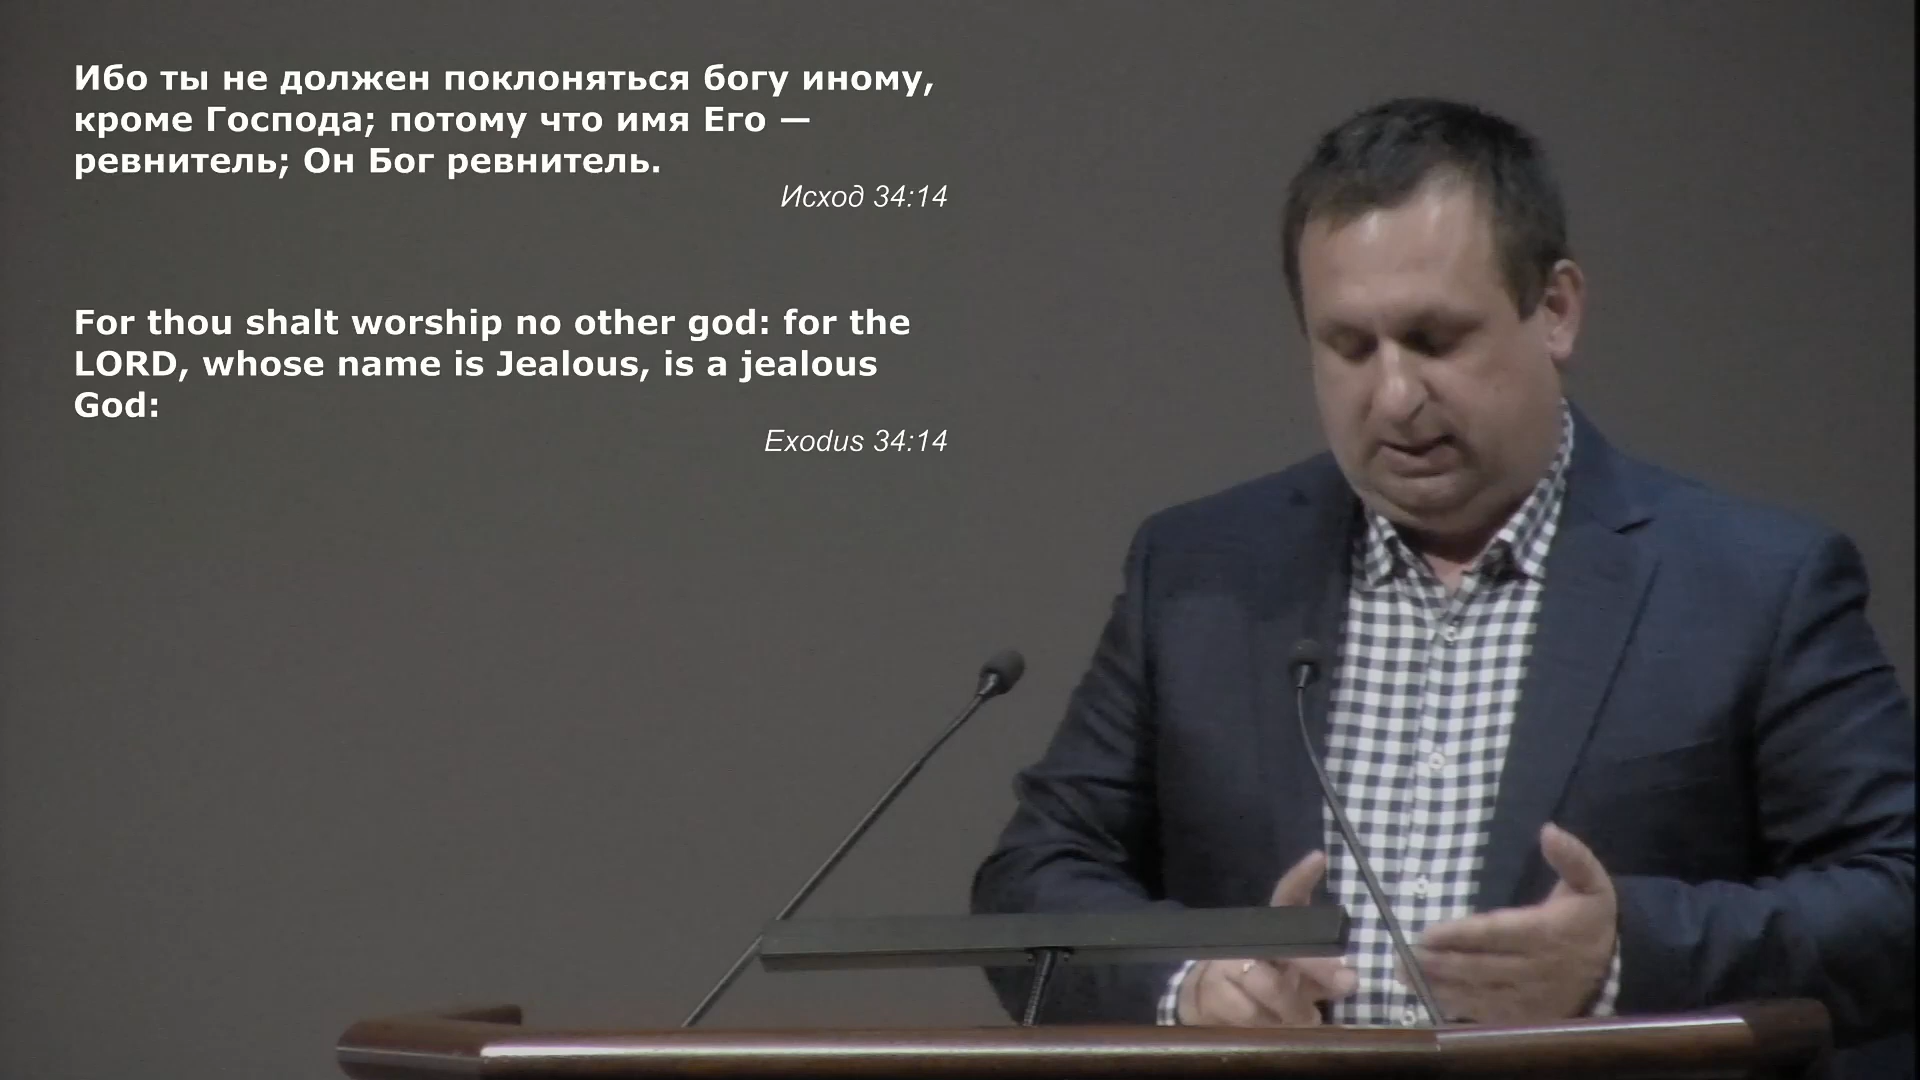 Ибо ты не должен поклоняться богу иному,
кроме Господа; потому что имя Его —
ревнитель; Он Бог ревнитель.
Исход 34:14
For thou shalt worship no other god: for the
LORD, whose name is Jealous, is a jealous
God:
Exodus 34:14